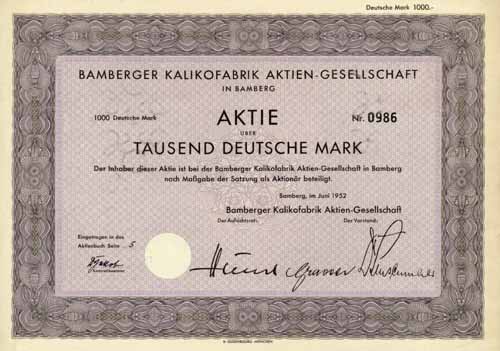 Deutsche Mark 1000.-
BAMBERGER KALIKOFABRIK AKTIEN-GESELLSCHAFT
IN BAMBERG
1000 Deutsche Mark
AKTIE
Nr. 0986
ÜBER
TAUSEND DEUTSCHE MARK
Der Inhaber dieser Aktie ist bei der Bamberger Kalikofabrik Aktien-Gesellschaft in Bamberg
nach Maßgabe der Satzung als Aktionär beteiligt.
Bamberg, im Juni 1952
Bamberger Kalikofabrik Aktien-Gesellschaft
Der Aufsichtsrat: Der Vorstand:
Eingetragen in das
Aktienbuch Seite 5
Kontrollbeamter
R. OLDENBOURG, MÜNCHEN